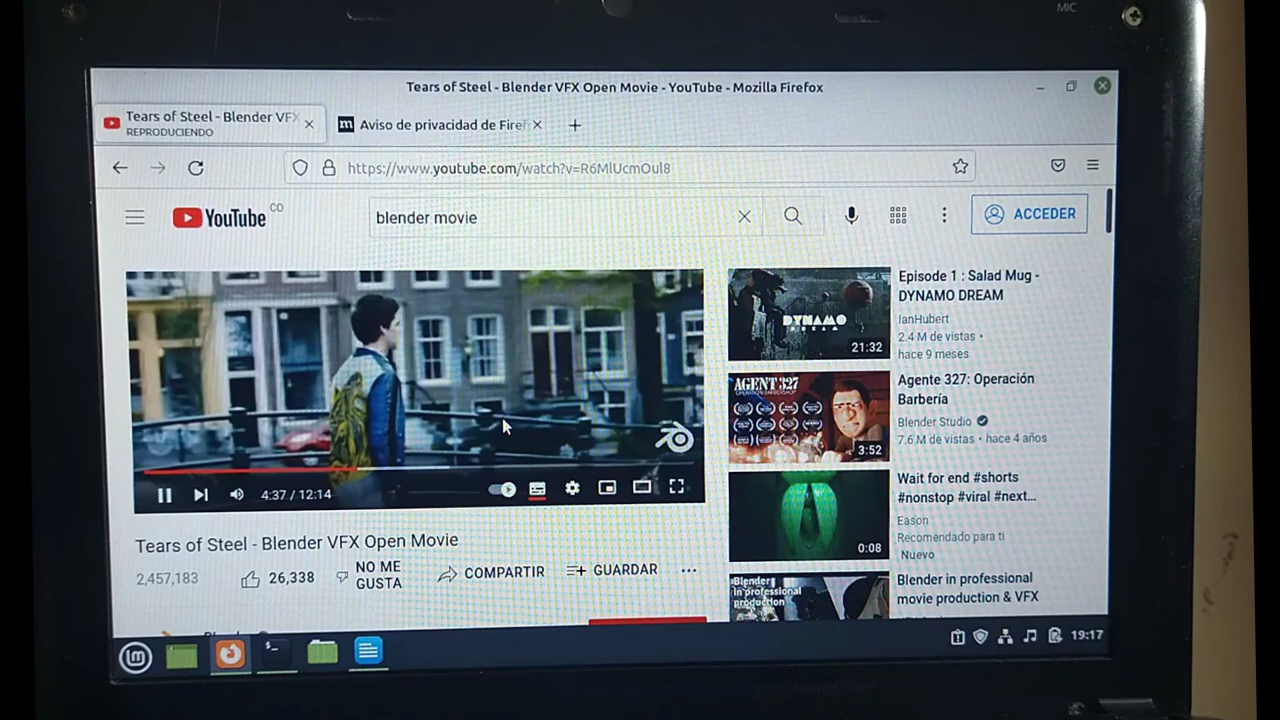 MIC
Tears of Steel - Blender VFX Open Movie - YouTube - Mozilla Firefox
Tears of Steel - Blender VFX
REPRODUCIENDO
m Aviso de privacidad de Firef
https://www.youtube.com/watch?v=R6MlUcmOul8
YouTube CO
blender movie
ACCEDER
4:37 / 12:14
Tears of Steel - Blender VFX Open Movie
2,457,183
26,338
NO ME
GUSTA
COMPARTIR
GUARDAR
DYNAMO
DREAM
21:32
Episode 1 : Salad Mug -
DYNAMO DREAM
IanHubert
2.4 M de vistas •
hace 9 meses
AGENT 327
3:52
Agente 327: Operación
Barbería
Blender Studio
7.6 M de vistas • hace 4 años
0:08
Wait for end #shorts
#nonstop #viral #next...
Eason
Recomendado para ti
Nuevo
Blender
in professional
production
Blender in professional
movie production & VFX
19:17